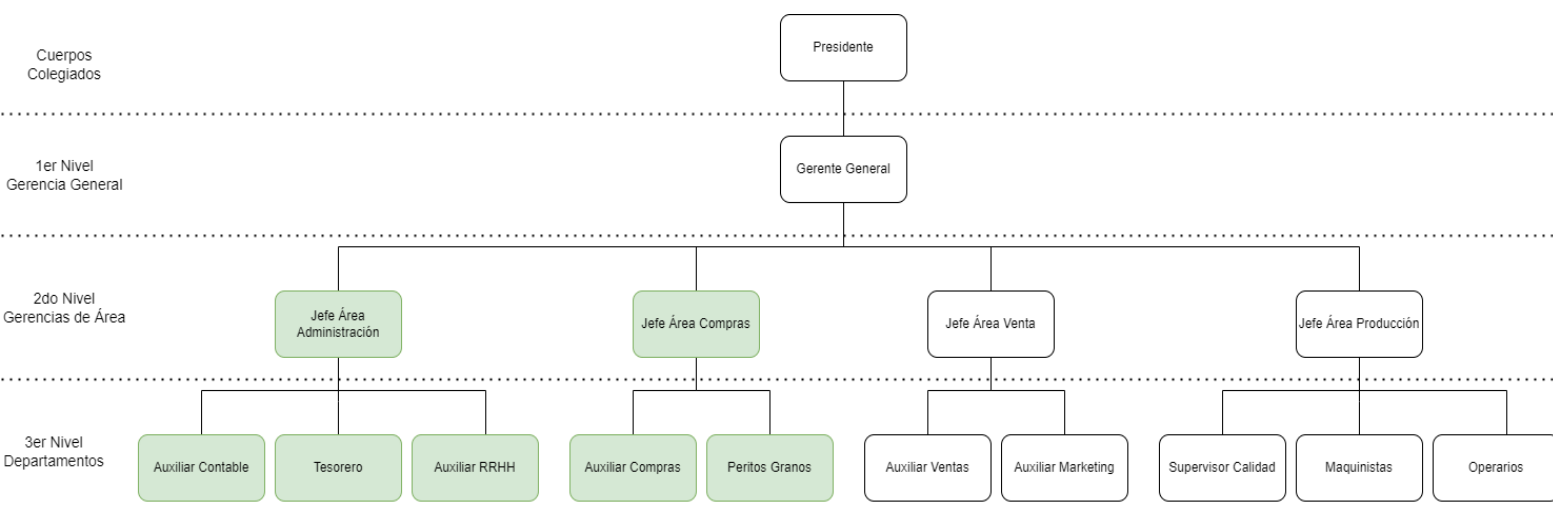 Presidente
Cuerpos
Colegiados
1er Nivel
Gerencia General
Gerente General
2do Nivel
Gerencias de Área
Jefe Área
Administración
Jefe Área Compras
Jefe Área Venta
Jefe Área Producción
3er Nivel
Departamentos
Auxiliar Contable
Tesorero
Auxiliar RRHH
Auxiliar Compras
Peritos Granos
Auxiliar Ventas
Auxiliar Marketing
Supervisor Calidad
Maquinistas
Operarios